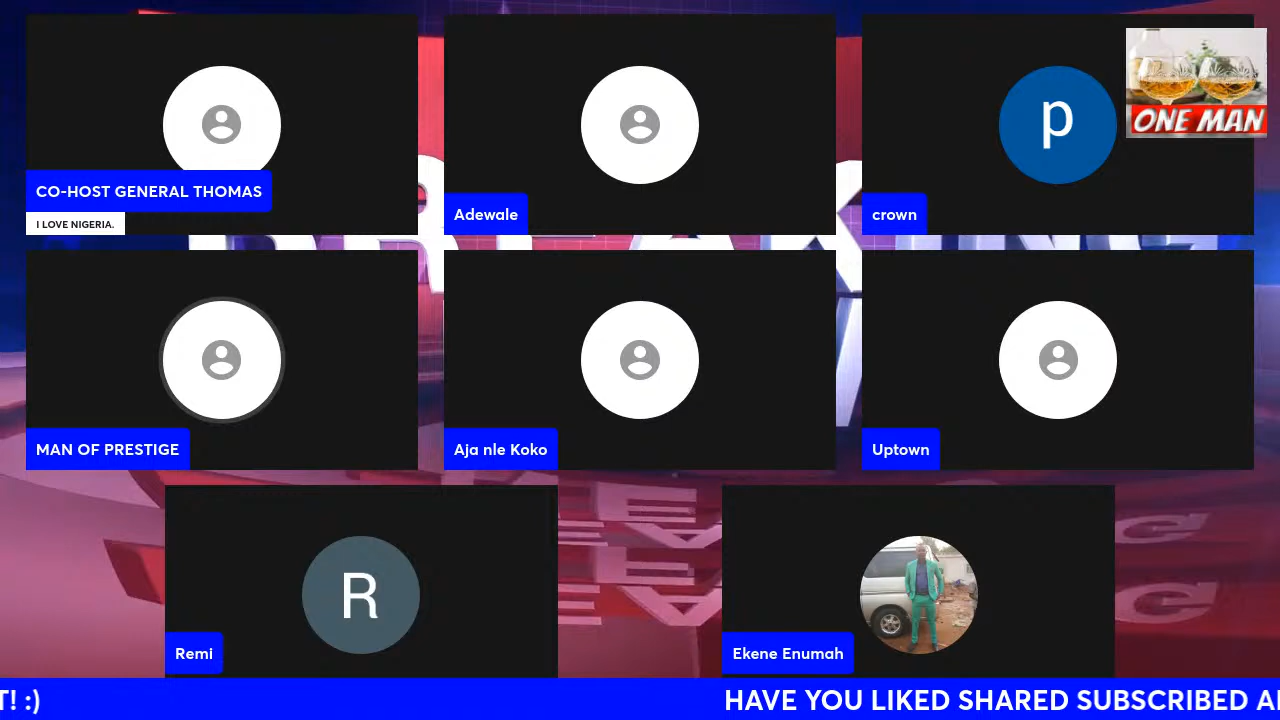 CO-HOST GENERAL THOMAS
I LOVE NIGERIA.
Adewale
p
crown
ONE MAN
MAN OF PRESTIGE
Aja nle Koko
Uptown
R
Remi
Ekene Enumah
T! :)
HAVE YOU LIKED SHARED SUBSCRIBED